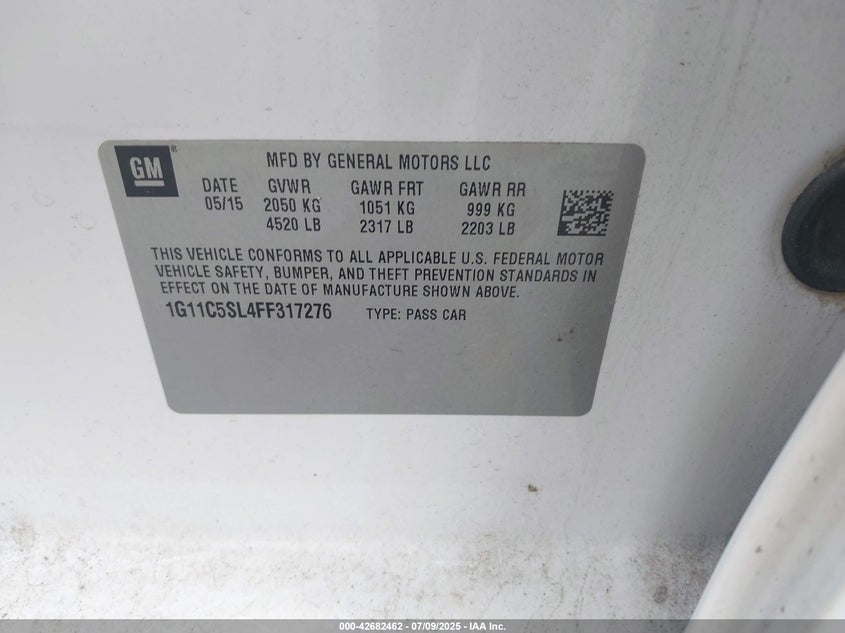 GM ®
MFD BY GENERAL MOTORS LLC
DATE GVWR GAWR FRT GAWR RR
05/15 2050 KG 1051 KG 999 KG
4520 LB 2317 LB 2203 LB
THIS VEHICLE CONFORMS TO ALL APPLICABLE U.S. FEDERAL MOTOR
VEHICLE SAFETY, BUMPER, AND THEFT PREVENTION STANDARDS IN
EFFECT ON THE DATE OF MANUFACTURE SHOWN ABOVE.
1G11C5SL4FF317276 TYPE: PASS CAR
000-42682462 - 07/09/2025 - IAA Inc.